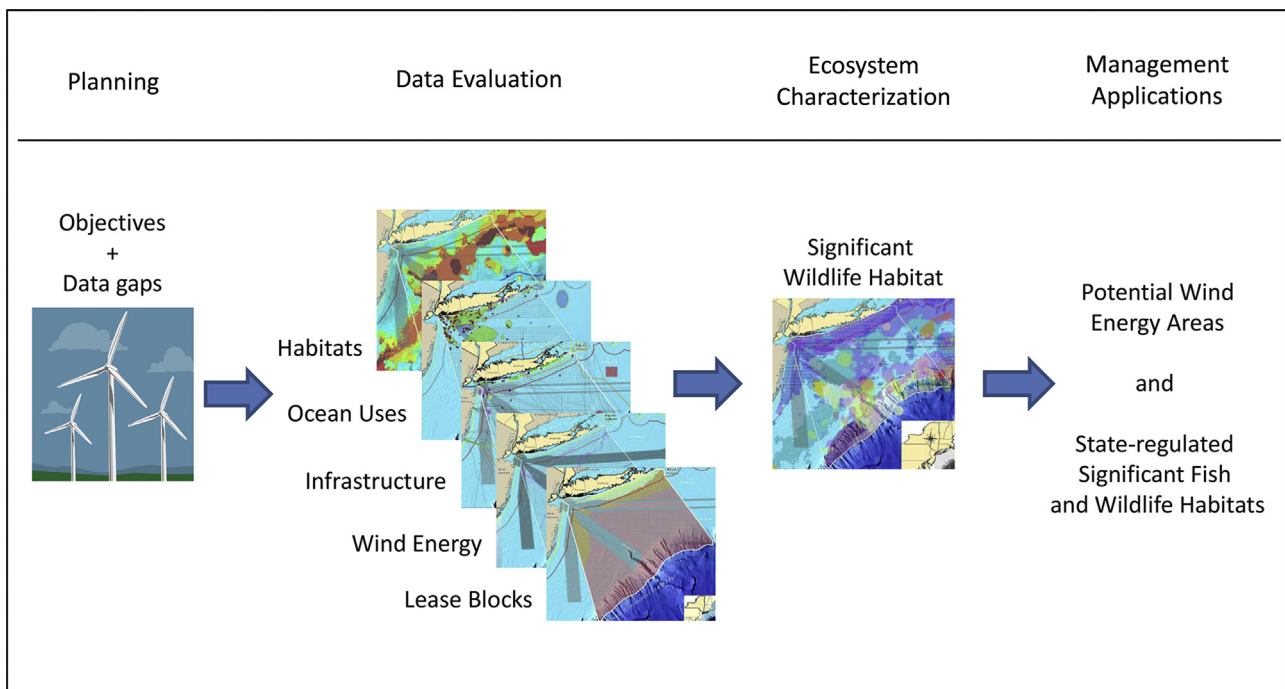 Planning
Data Evaluation
Ecosystem
Characterization
Management
Applications
Objectives
+
Data gaps
Habitats
Ocean Uses
Infrastructure
Wind Energy
Lease Blocks
Significant
Wildlife Habitat
Potential Wind
Energy Areas
and
State-regulated
Significant Fish
and Wildlife Habitats